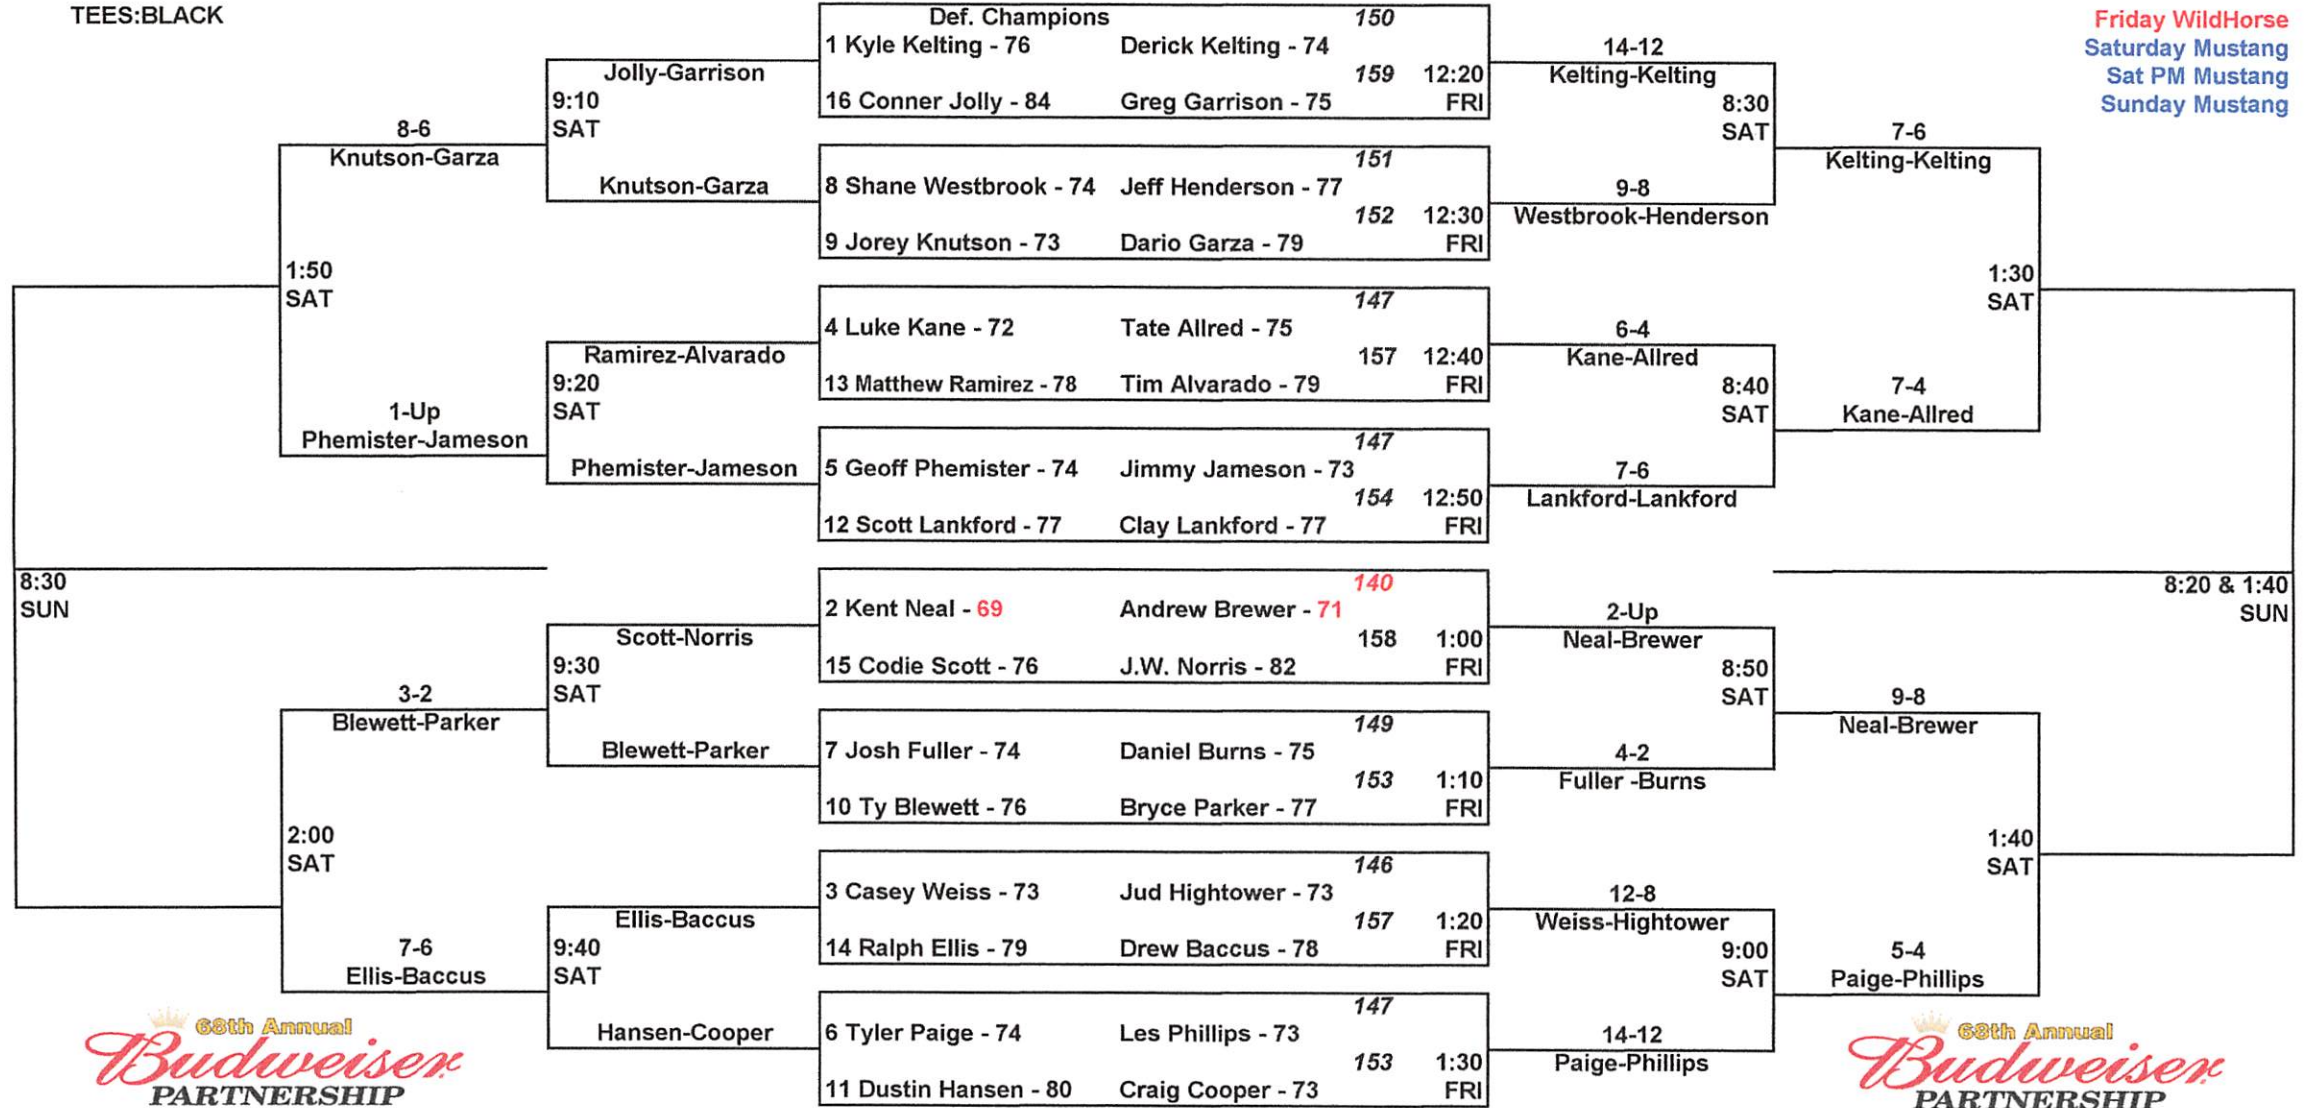 TEES:BLACK
Friday WildHorse
Saturday Mustang
Sat PM Mustang
Sunday Mustang
Def. Champions 150
1 Kyle Kelting - 76 Derick Kelting - 74
159 12:20
16 Conner Jolly - 84 Greg Garrison - 75 FRI
151
8 Shane Westbrook - 74 Jeff Henderson - 77
152 12:30
9 Jorey Knutson - 73 Dario Garza - 79 FRI
147
4 Luke Kane - 72 Tate Allred - 75
157 12:40
13 Matthew Ramirez - 78 Tim Alvarado - 79 FRI
147
5 Geoff Phemister - 74 Jimmy Jameson - 73
154 12:50
12 Scott Lankford - 77 Clay Lankford - 77 FRI
140
2 Kent Neal - 69 Andrew Brewer - 71
158 1:00
15 Codie Scott - 76 J.W. Norris - 82 FRI
149
7 Josh Fuller - 74 Daniel Burns - 75
153 1:10
10 Ty Blewett - 76 Bryce Parker - 77 FRI
146
3 Casey Weiss - 73 Jud Hightower - 73
157 1:20
14 Ralph Ellis - 79 Drew Baccus - 78 FRI
147
6 Tyler Paige - 74 Les Phillips - 73
153 1:30
11 Dustin Hansen - 80 Craig Cooper - 73 FRI
Jolly-Garrison
9:10
SAT
Knutson-Garza
Ramirez-Alvarado
9:20
SAT
Phemister-Jameson
Scott-Norris
9:30
SAT
Blewett-Parker
Ellis-Baccus
9:40
SAT
Hansen-Cooper
8-6
Knutson-Garza
1:50
SAT
1-Up
Phemister-Jameson
3-2
Blewett-Parker
2:00
SAT
7-6
Ellis-Baccus
8:30
SUN
14-12
Kelting-Kelting
8:30
SAT
9-8
Westbrook-Henderson
6-4
Kane-Allred
8:40
SAT
7-6
Lankford-Lankford
2-Up
Neal-Brewer
8:50
SAT
4-2
Fuller -Burns
12-8
Weiss-Hightower
9:00
SAT
14-12
Paige-Phillips
7-6
Kelting-Kelting
1:30
SAT
7-4
Kane-Allred
9-8
Neal-Brewer
1:40
SAT
5-4
Paige-Phillips
8:20 & 1:40
SUN
68th Annual
Budweiser
PARTNERSHIP
68th Annual
Budweiser
PARTNERSHIP